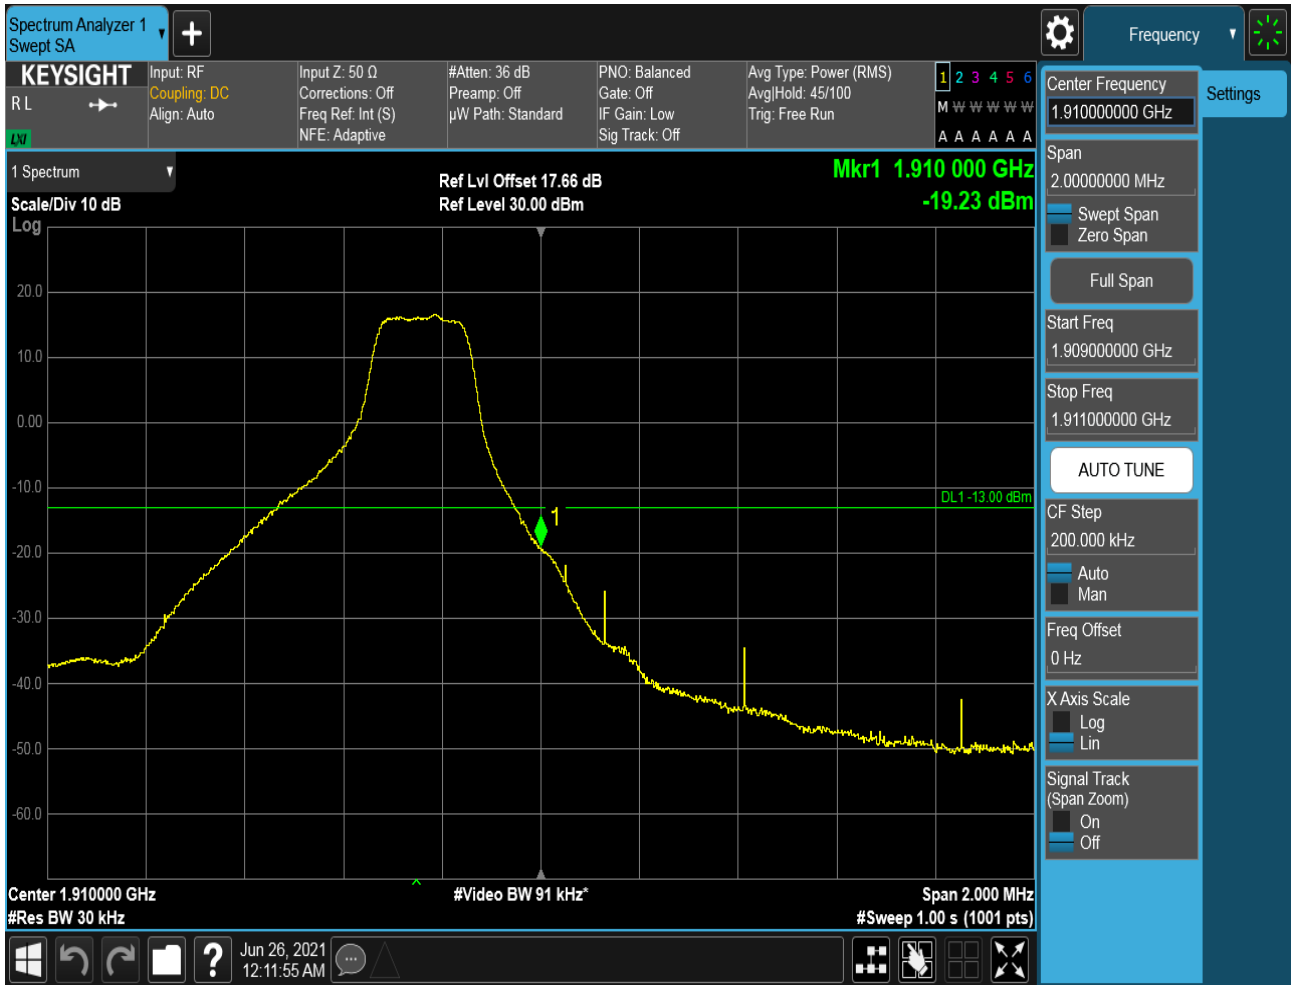 Spectrum Analyzer 1
Swept SA
Frequency
KEYSIGHT
R L
LXI
Input: RF
Coupling: DC
Align: Auto
Input Z: 50 Ω
Corrections: Off
Freq Ref: Int (S)
NFE: Adaptive
#Atten: 36 dB
Preamp: Off
µW Path: Standard
PNO: Balanced
Gate: Off
IF Gain: Low
Sig Track: Off
Avg Type: Power (RMS)
Avg|Hold: 45/100
Trig: Free Run
1 2 3 4 5 6
M W W W W W
A A A A A A
1 Spectrum
Scale/Div 10 dB
Log
Ref Lvl Offset 17.66 dB
Ref Level 30.00 dBm
Mkr1 1.910 000 GHz
-19.23 dBm
20.0
10.0
0.00
-10.0
-20.0
-30.0
-40.0
-50.0
-60.0
DL1 -13.00 dBm
1
Center 1.910000 GHz
#Res BW 30 kHz
#Video BW 91 kHz*
Span 2.000 MHz
#Sweep 1.00 s (1001 pts)
Center Frequency
1.910000000 GHz
Settings
Span
2.00000000 MHz
Swept Span
Zero Span
Full Span
Start Freq
1.909000000 GHz
Stop Freq
1.911000000 GHz
AUTO TUNE
CF Step
200.000 kHz
Auto
Man
Freq Offset
0 Hz
X Axis Scale
Log
Lin
Signal Track
(Span Zoom)
On
Off
?
Jun 26, 2021
12:11:55 AM